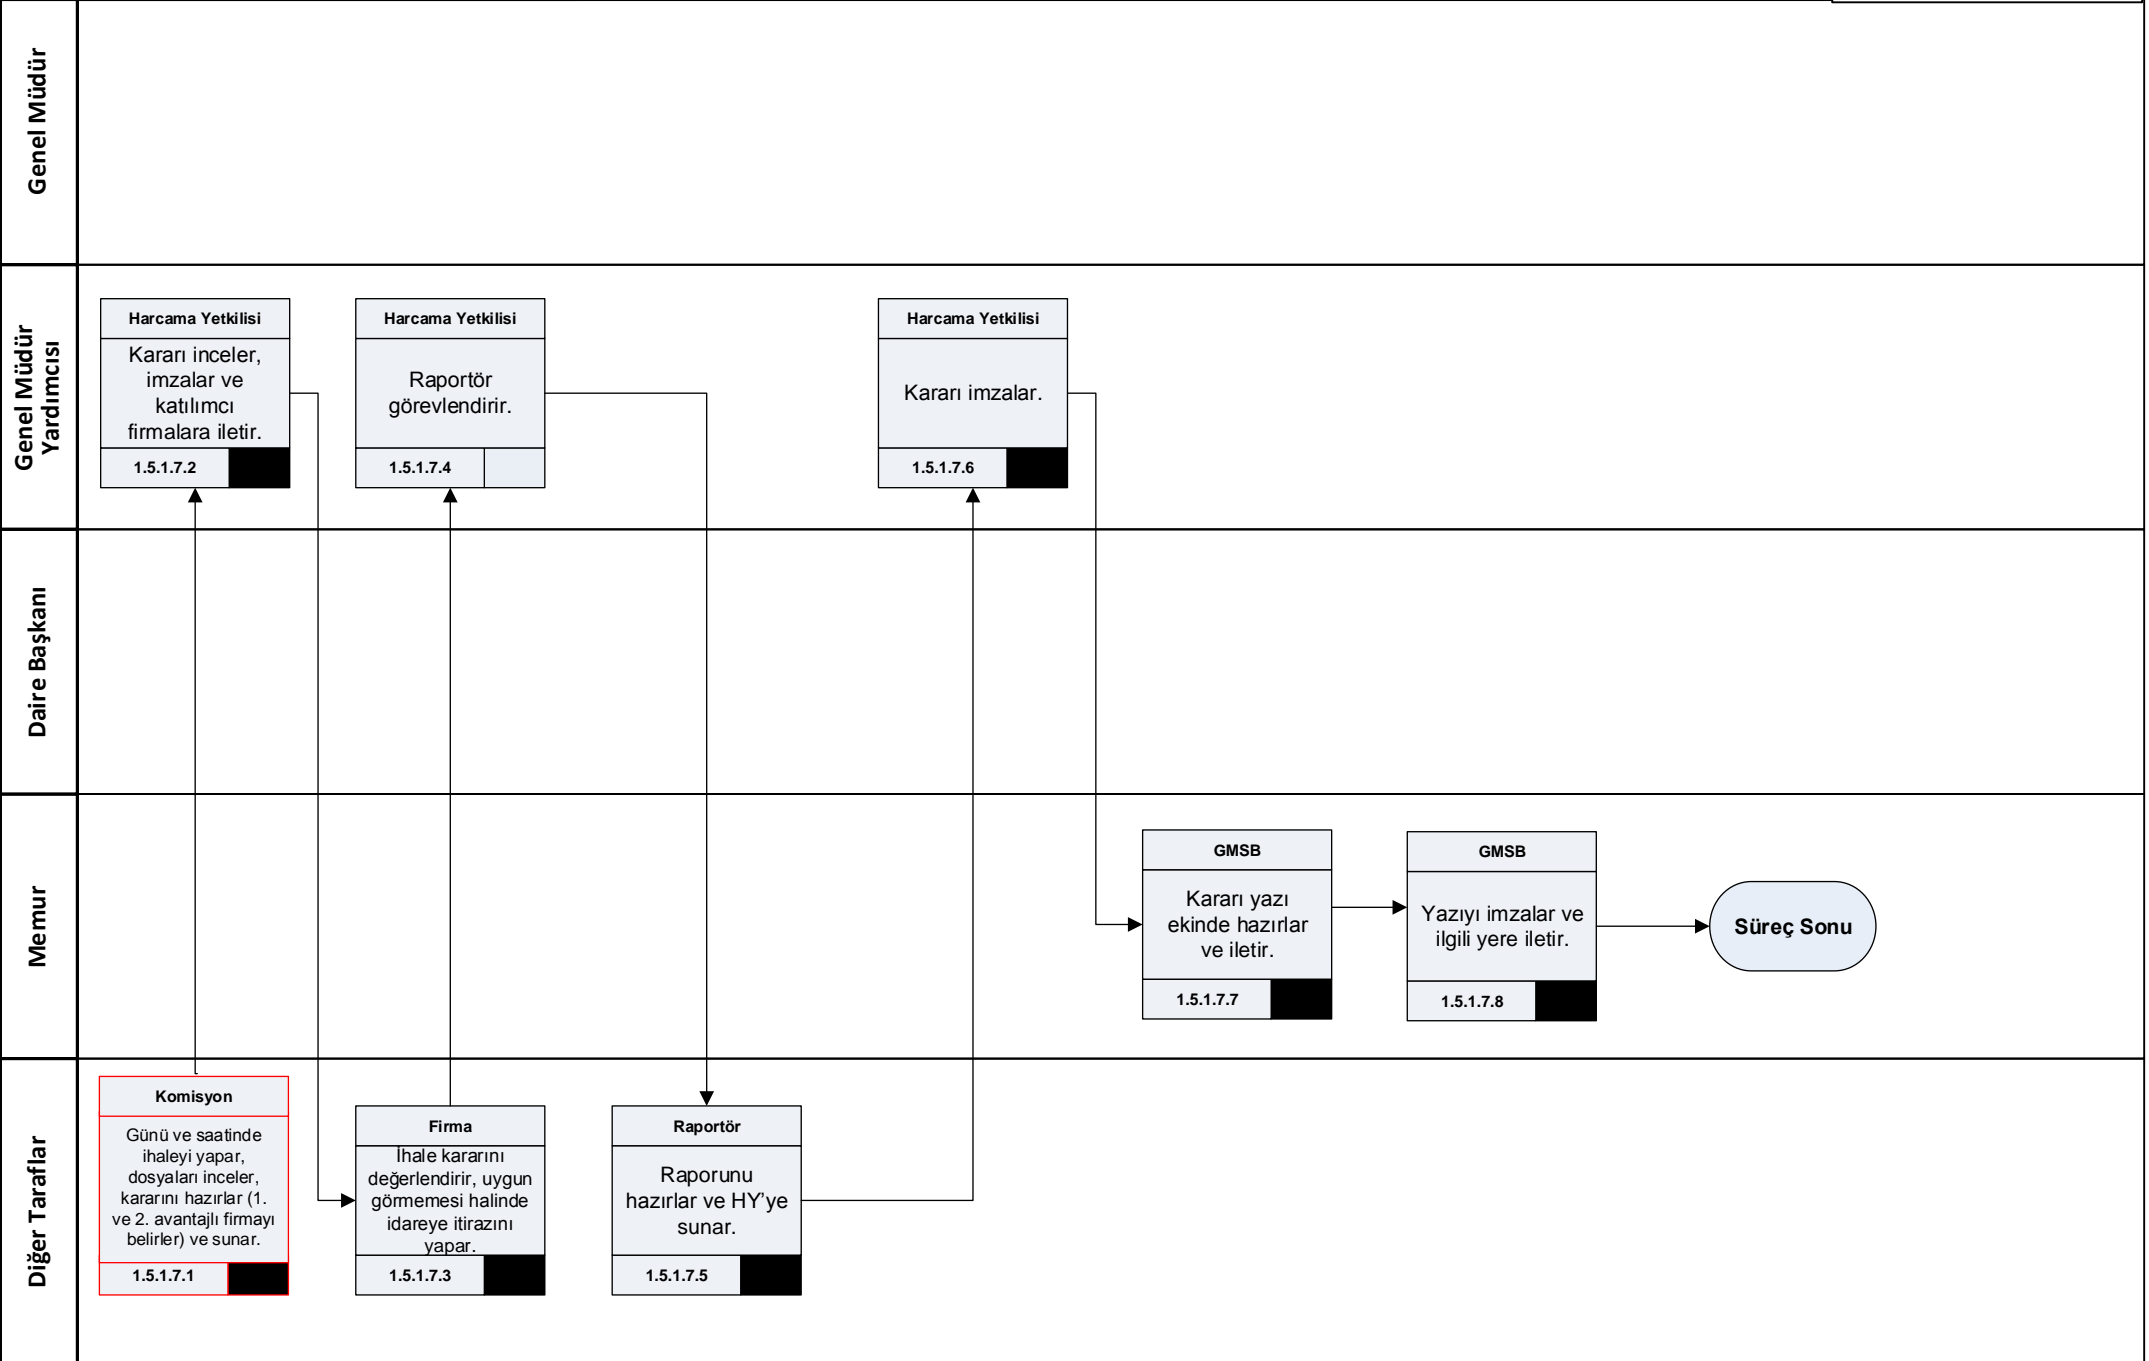 Genel Müdür
Genel Müdür
Yardımcısı
Harcama Yetkilisi
Kararı inceler,
imzalar ve
katılımcı
firmalara iletir.
1.5.1.7.2
Harcama Yetkilisi
Raportör
görevlendirir.
1.5.1.7.4
Harcama Yetkilisi
Kararı imzalar.
1.5.1.7.6
Daire Başkanı
Memur
GMSB
Kararı yazı
ekinde hazırlar
ve iletir.
1.5.1.7.7
GMSB
Yazıyı imzalar ve
ilgili yere iletir.
1.5.1.7.8
Süreç Sonu
Diğer Taraflar
Komisyon
Günü ve saatinde
ihaleyi yapar,
dosyaları inceler,
kararını hazırlar (1.
ve 2. avantajlı firmayı
belirler) ve sunar.
1.5.1.7.1
Firma
İhale kararını
değerlendirir, uygun
görmemesi halinde
idareye itirazını
yapar.
1.5.1.7.3
Raportör
Raporunu
hazırlar ve HY’ye
sunar.
1.5.1.7.5